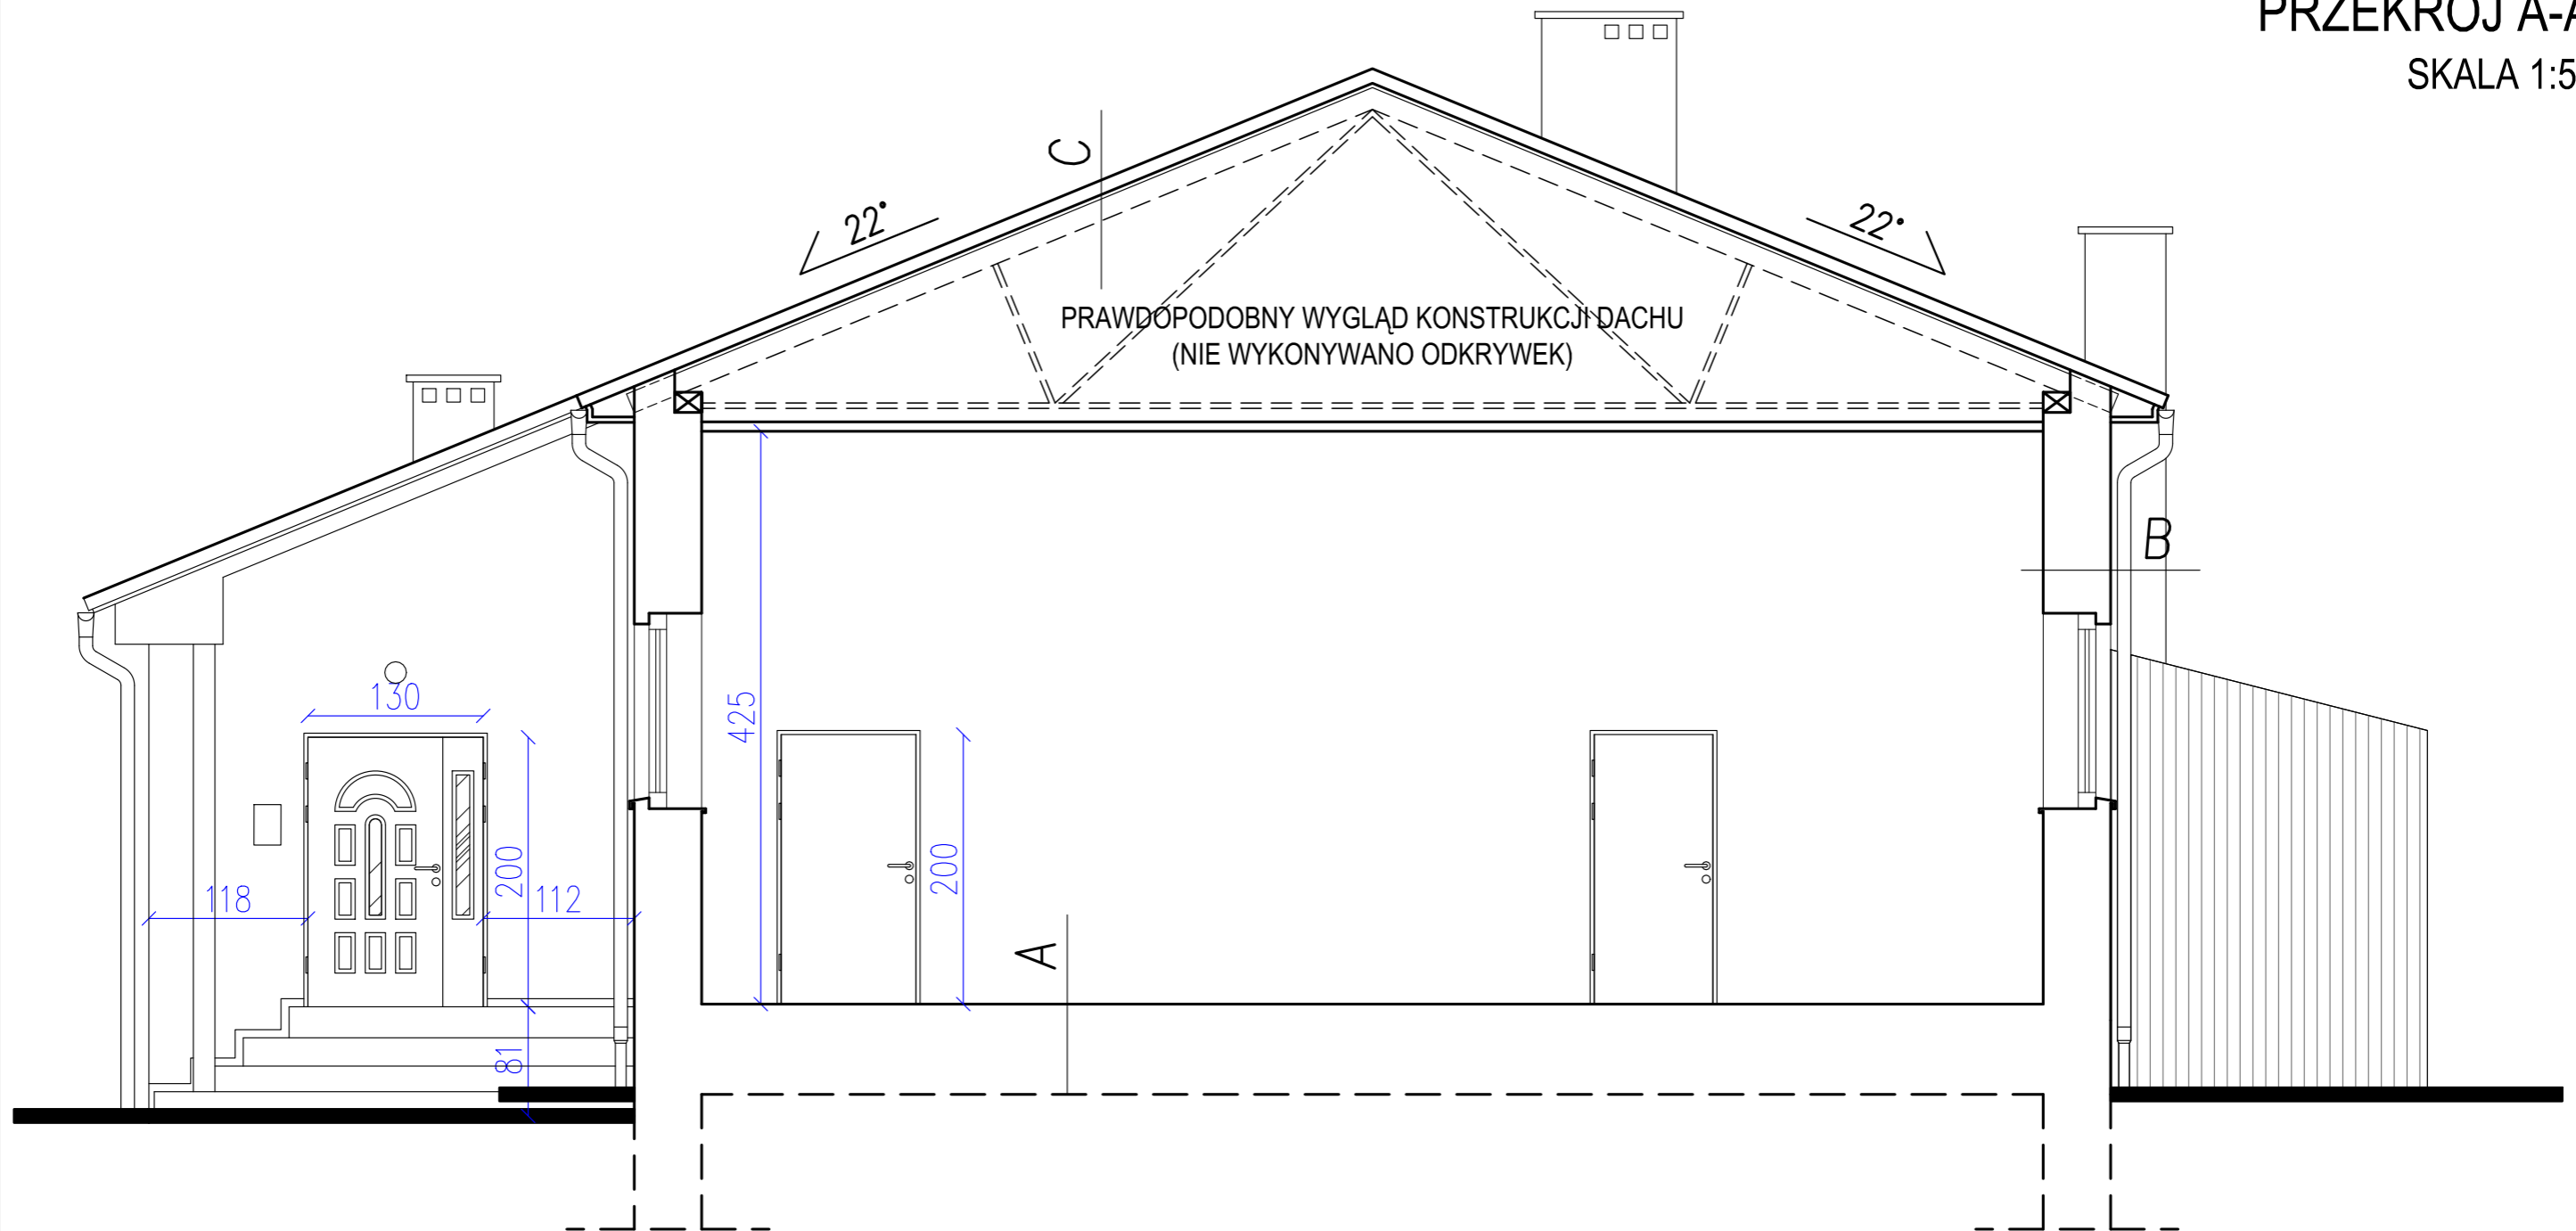 PRZEKRÓJ A-A
SKALA 1:5
C
22°
22°
PRAWDOPODOBNY WYGLĄD KONSTRUKCJI DACHU
(NIE WYKONYWANO ODKRYWEK)
B
130
425
200
200
118
112
A
81